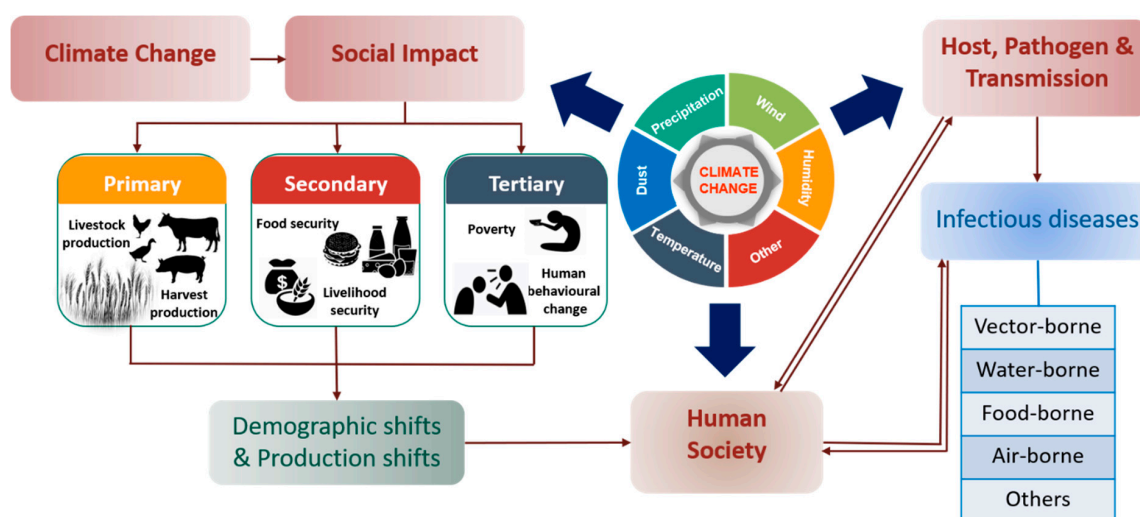 Climate Change
Social Impact
Primary
Livestock
production
Harvest
production
Secondary
Food security
$
Livelihood
security
Tertiary
Poverty
Human
behavioural
change
Demographic shifts
& Production shifts
Precipitation
Wind
Humidity
Other
Temperature
Dust
CLIMATE
CHANGE
Human
Society
Host, Pathogen &
Transmission
Infectious diseases
Vector-borne
Water-borne
Food-borne
Air-borne
Others